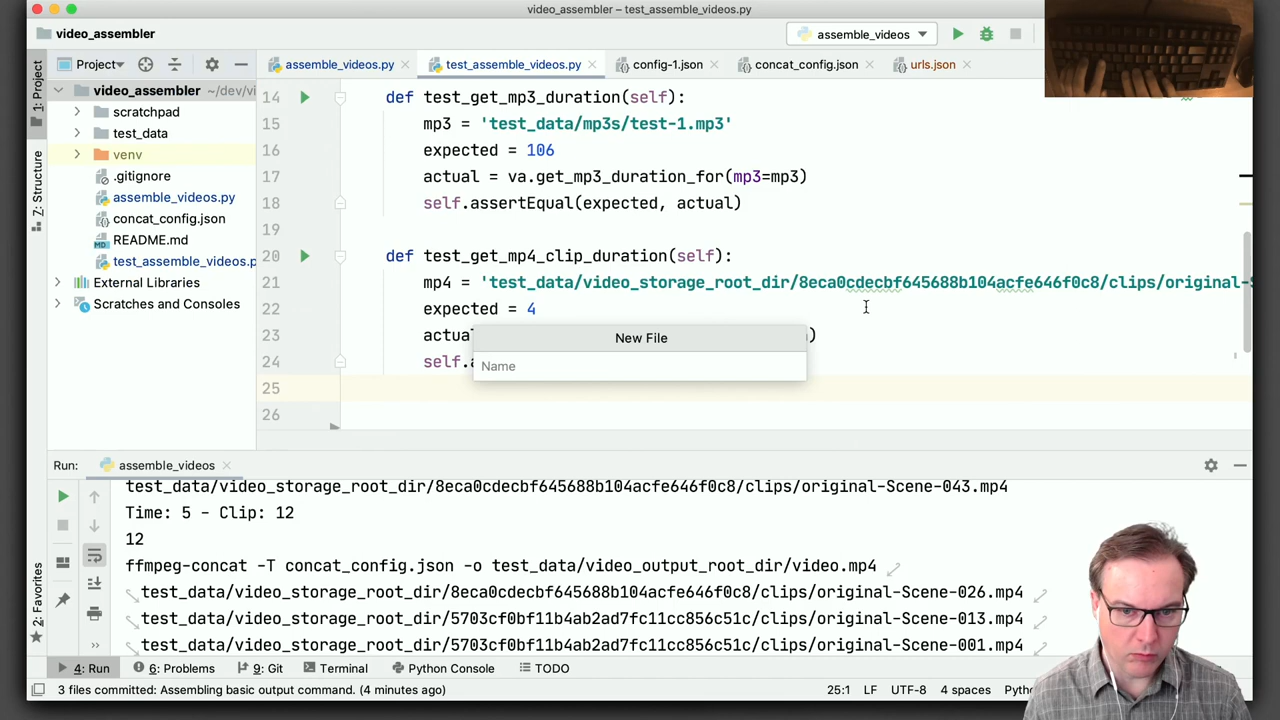 video_assembler – test_assemble_videos.py
video_assembler
assemble_videos
1: Project
Project
assemble_videos.py
test_assemble_videos.py
config-1.json
concat_config.json
urls.json
video_assembler ~/dev/vi
scratchpad
test_data
venv
.gitignore
assemble_videos.py
concat_config.json
README.md
test_assemble_videos.p
External Libraries
Scratches and Consoles
Z: Structure
2: Favorites
14 def test_get_mp3_duration(self):
15 mp3 = 'test_data/mp3s/test-1.mp3'
16 expected = 106
17 actual = va.get_mp3_duration_for(mp3=mp3)
18 self.assertEqual(expected, actual)
19
20 def test_get_mp4_clip_duration(self):
21 mp4 = 'test_data/video_storage_root_dir/8eca0cdecbf645688b104acfe646f0c8/clips/original-S
22 expected = 4
23 actua )
24 self.a
25
26
New File
Name
Run: assemble_videos
test_data/video_storage_root_dir/8eca0cdecbf645688b104acfe646f0c8/clips/original-Scene-043.mp4
Time: 5 - Clip: 12
12
ffmpeg-concat -T concat_config.json -o test_data/video_output_root_dir/video.mp4
test_data/video_storage_root_dir/8eca0cdecbf645688b104acfe646f0c8/clips/original-Scene-026.mp4
test_data/video_storage_root_dir/5703cf0bf11b4ab2ad7fc11cc856c51c/clips/original-Scene-013.mp4
test_data/video_storage_root_dir/5703cf0bf11b4ab2ad7fc11cc856c51c/clips/original-Scene-001.mp4
4: Run 6: Problems 9: Git Terminal Python Console TODO
3 files committed: Assembling basic output command. (4 minutes ago) 25:1 LF UTF-8 4 spaces Pytho